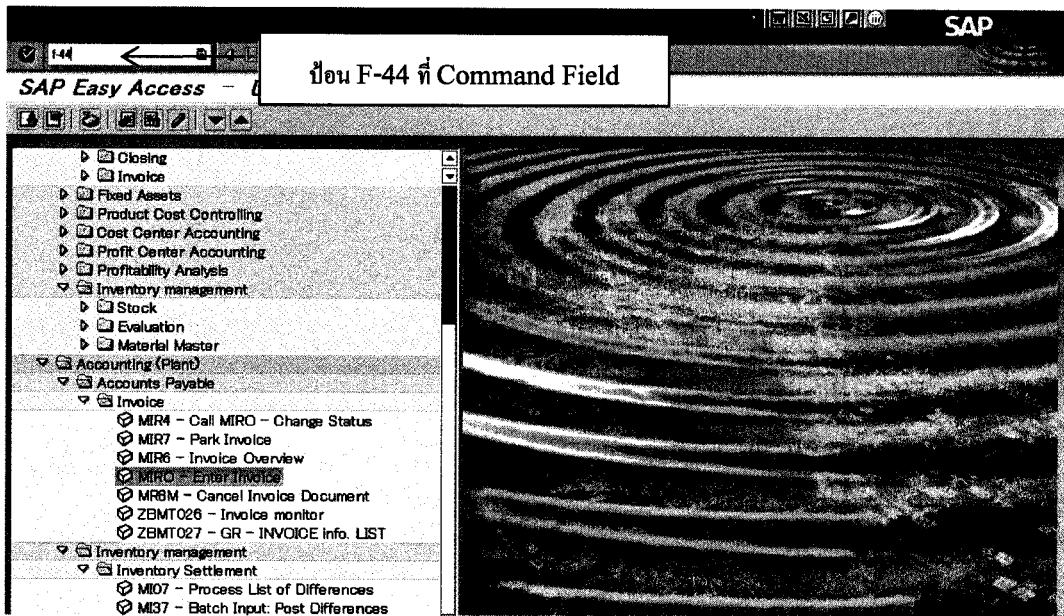 SAP
f-44
ป้อน F-44 ที่ Command Field
SAP Easy Access -
Closing
Invoice
Fixed Assets
Product Cost Controlling
Cost Center Accounting
Profit Center Accounting
Profitability Analysis
Inventory management
Stock
Evaluation
Material Master
Accounting (Plant)
Accounts Payable
Invoice
MIR4 - Call MIRO - Change Status
MIR7 - Park Invoice
MIR6 - Invoice Overview
MIRO - Enter Invoice
MR8M - Cancel Invoice Document
ZBMT026 - Invoice monitor
ZBMT027 - GR - INVOICE info. LIST
Inventory management
Inventory Settlement
MI07 - Process List of Differences
MI37 - Batch Input: Post Differences